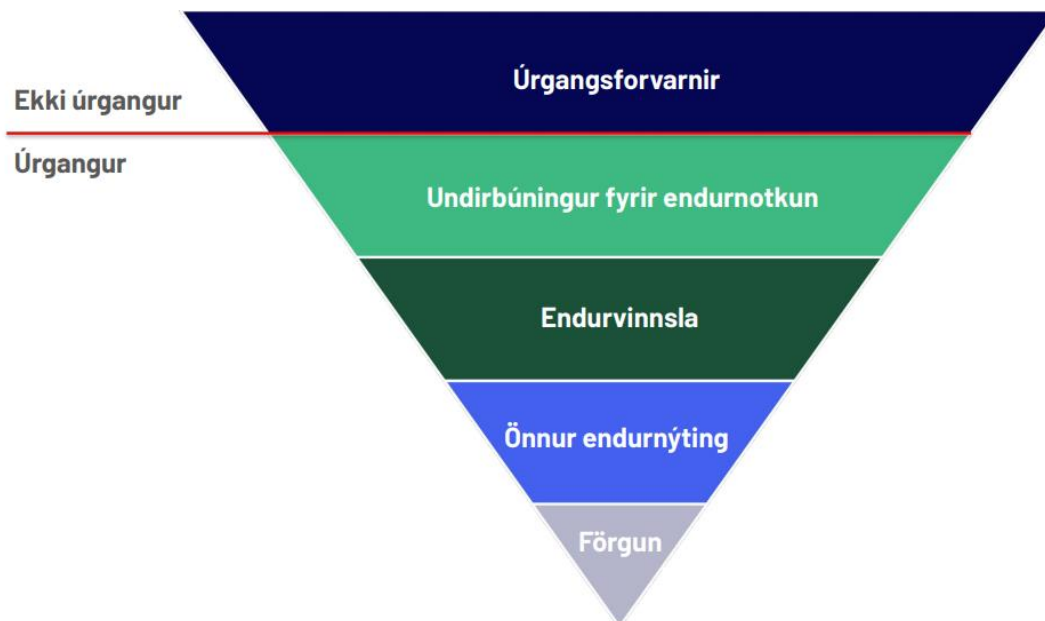 Úrgangsforvarnir
Ekki úrgangur
Úrgangur
Undirbúningur fyrir endurnotkun
Endurvinnsla
Önnur endurnýting
Förgun